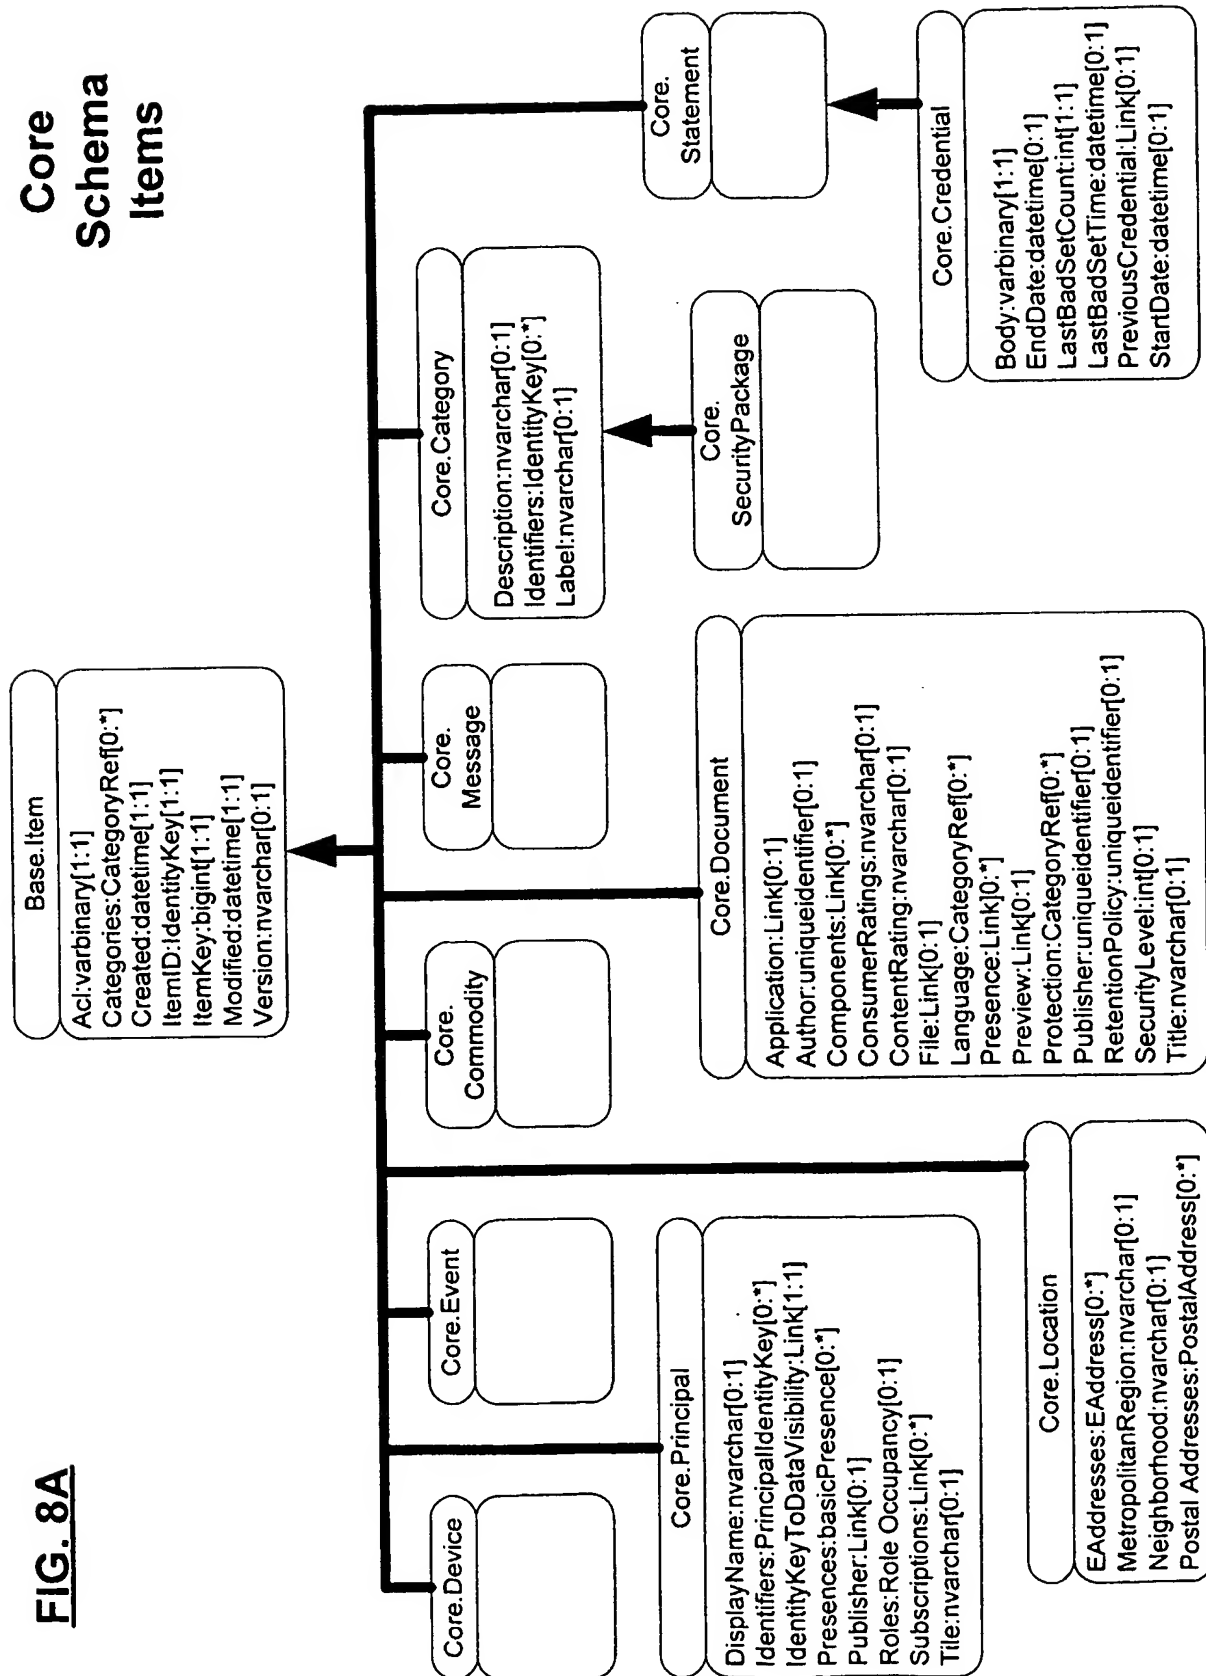 FIG. 8A
Core
Schema
Items
Base.Item
Acl:varbinary[1:1]
Categories:CategoryRef[0:*]
Created:datetime[1:1]
ItemID:IdentityKey[1:1]
ItemKey:bigint[1:1]
Modified:datetime[1:1]
Version:nvarchar[0:1]
Core.Device
Core.Event
Core.
Commodity
Core.
Message
Core.Category
Description:nvarchar[0:1]
Identifiers:IdentityKey[0:*]
Label:nvarchar[0:1]
Core.
Statement
Core.Principal
DisplayName:nvarchar[0:1]
Identifiers:PrincipalIdentityKey[0:*]
IdentityKeyToDataVisibility:Link[1:1]
Presences:basicPresence[0:*]
Publisher:Link[0:1]
Roles:Role Occupancy[0:1]
Subscriptions:Link[0:*]
Tile:nvarchar[0:1]
Core.Document
Application:Link[0:1]
Author:uniqueidentifier[0:1]
Components:Link[0:*]
ConsumerRatings:nvarchar[0:1]
ContentRating:nvarchar[0:1]
File:Link[0:1]
Language:CategoryRef[0:*]
Presence:Link[0:*]
Preview:Link[0:1]
Protection:CategoryRef[0:*]
Publisher:uniqueidentifier[0:1]
RetentionPolicy:uniqueidentifier[0:1]
SecurityLevel:int[0:1]
Title:nvarchar[0:1]
Core.
SecurityPackage
Core.Credential
Body:varbinary[1:1]
EndDate:datetime[0:1]
LastBadSetCount:int[1:1]
LastBadSetTime:datetime[0:1]
PreviousCredential:Link[0:1]
StartDate:datetime[0:1]
Core.Location
EAddresses:EAddress[0:*]
MetropolitanRegion:nvarchar[0:1]
Neighborhood:nvarchar[0:1]
Postal Addresses:PostalAddress[0:*]